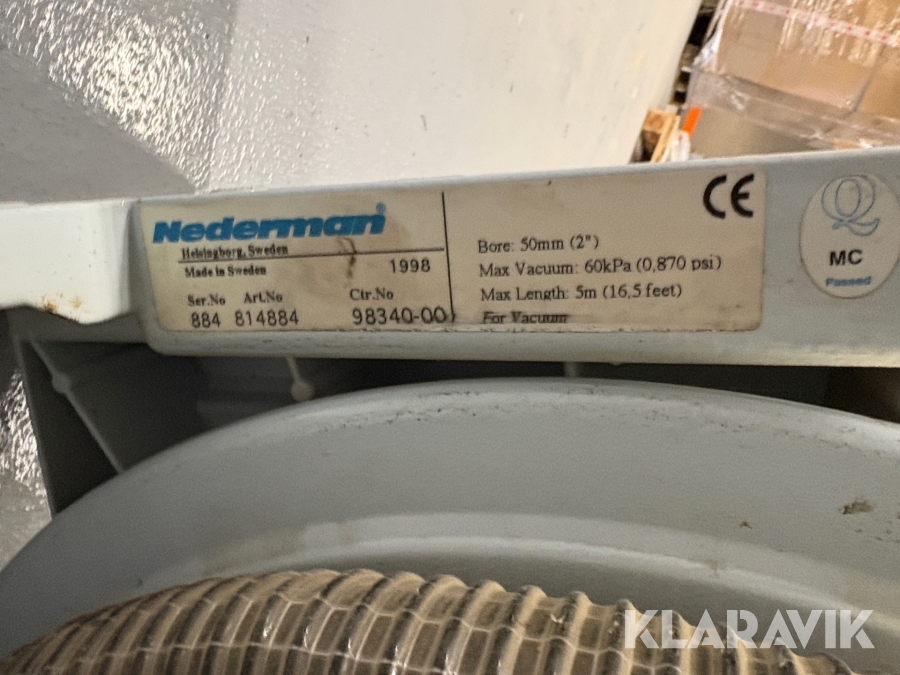 Nederman®
Helsingborg, Sweden
Made in Sweden 1998
Ser.No Art.No Ctr.No
884 814884 98340-00
Bore: 50mm (2")
Max Vacuum: 60kPa (0,870 psi)
Max Length: 5m (16,5 feet)
For Vacuum
CE
Q
MC
Passed
KLARAVIK